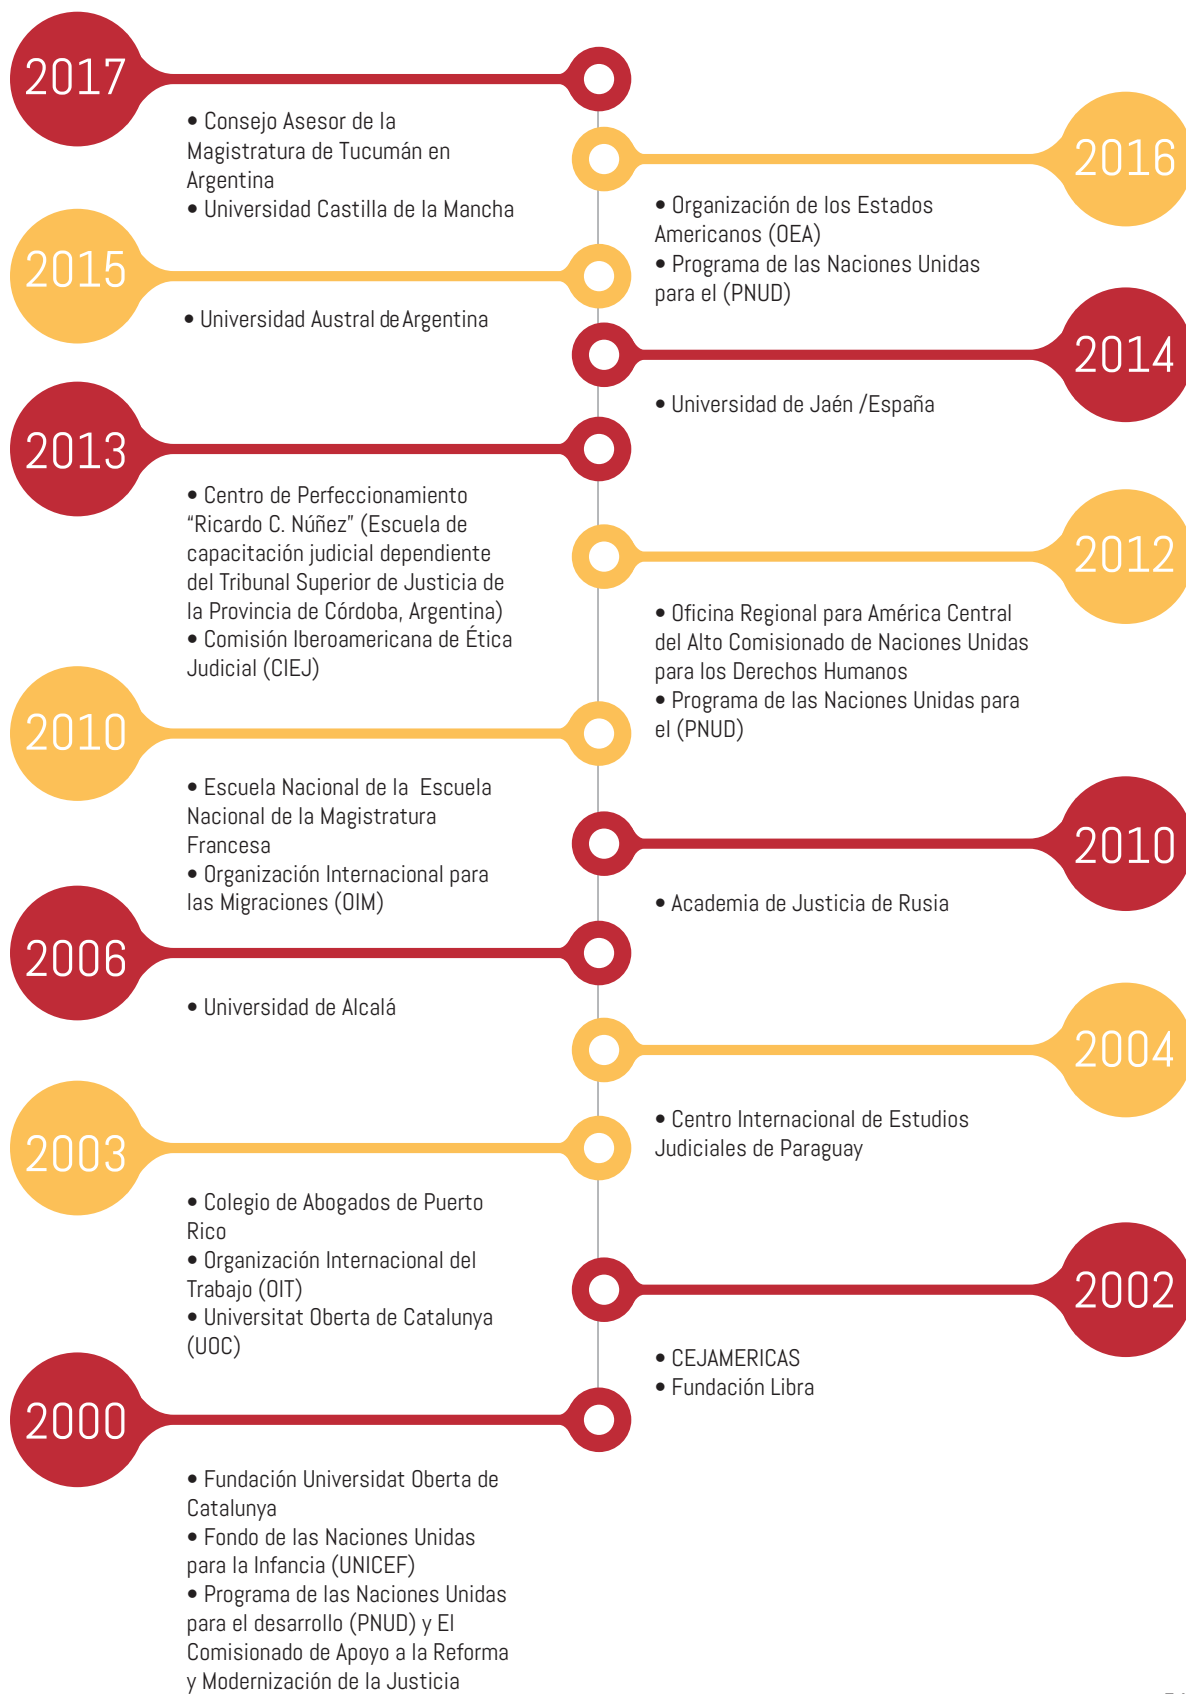 2017
• Consejo Asesor de la
Magistratura de Tucumán en
Argentina
• Universidad Castilla de la Mancha
2016
• Organización de los Estados
Americanos (OEA)
• Programa de las Naciones Unidas
para el (PNUD)
2015
• Universidad Austral de Argentina
2014
• Universidad de Jaén /España
2013
• Centro de Perfeccionamiento
“Ricardo C. Núñez” (Escuela de
capacitación judicial dependiente
del Tribunal Superior de Justicia de
la Provincia de Córdoba, Argentina)
• Comisión Iberoamericana de Ética
Judicial (CIEJ)
2012
• Oficina Regional para América Central
del Alto Comisionado de Naciones Unidas
para los Derechos Humanos
• Programa de las Naciones Unidas para
el (PNUD)
2010
• Escuela Nacional de la Escuela
Nacional de la Magistratura
Francesa
• Organización Internacional para
las Migraciones (OIM)
2010
• Academia de Justicia de Rusia
2006
• Universidad de Alcalá
2004
• Centro Internacional de Estudios
Judiciales de Paraguay
2003
• Colegio de Abogados de Puerto
Rico
• Organización Internacional del
Trabajo (OIT)
• Universitat Oberta de Catalunya
(UOC)
2002
• CEJAMERICAS
• Fundación Libra
2000
• Fundación Universidat Oberta de
Catalunya
• Fondo de las Naciones Unidas
para la Infancia (UNICEF)
• Programa de las Naciones Unidas
para el desarrollo (PNUD) y El
Comisionado de Apoyo a la Reforma
y Modernización de la Justicia